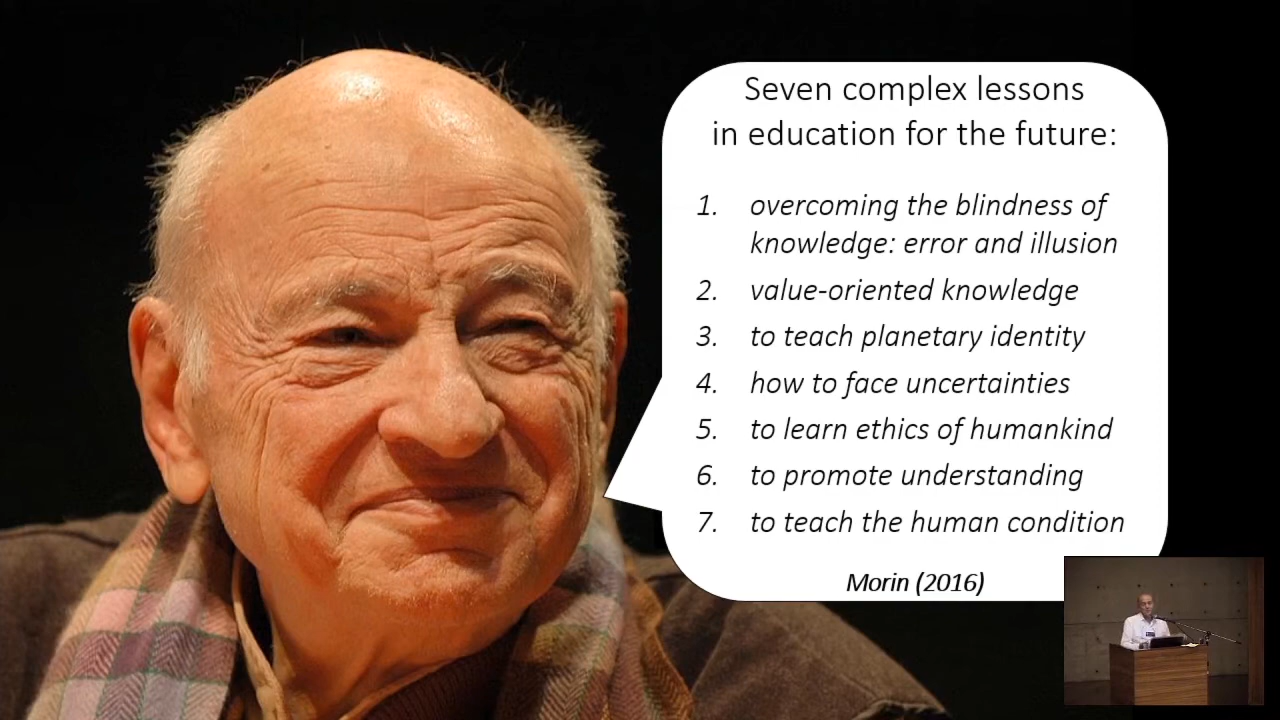 Seven complex lessons
in education for the future:
1. overcoming the blindness of
knowledge: error and illusion
2. value-oriented knowledge
3. to teach planetary identity
4. how to face uncertainties
5. to learn ethics of humankind
6. to promote understanding
7. to teach the human condition
Morin (2016)